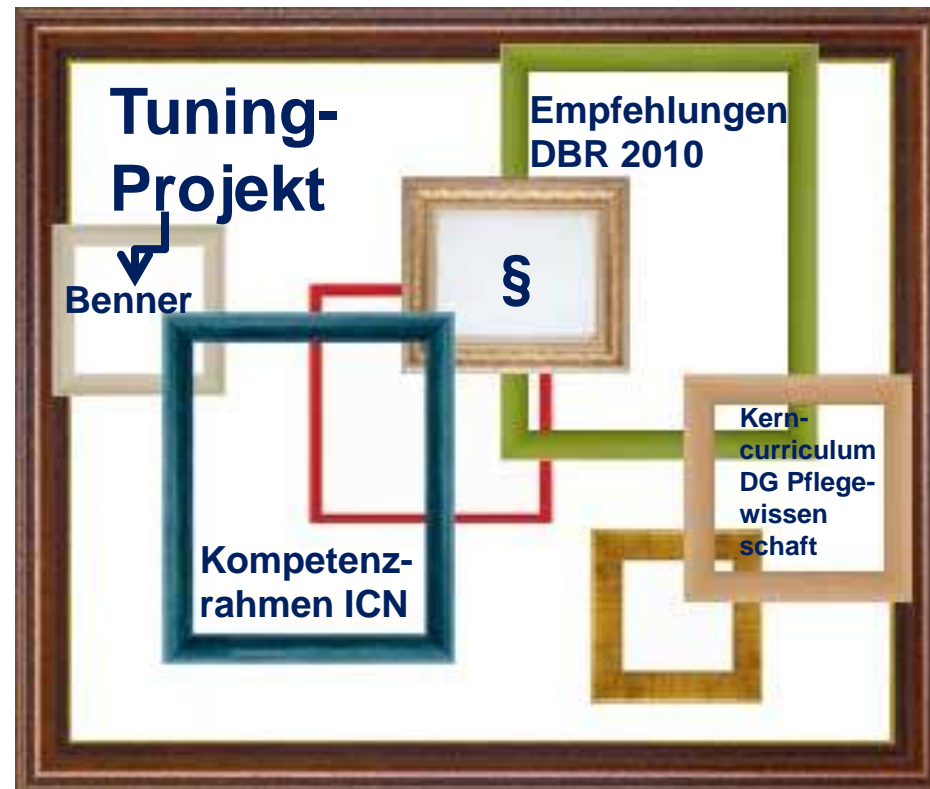 Tuning-
Projekt
Benner
Empfehlungen
DBR 2010
§
Kern-
curriculum
DG Pflege-
wissen
schaft
Kompetenz-
rahmen ICN